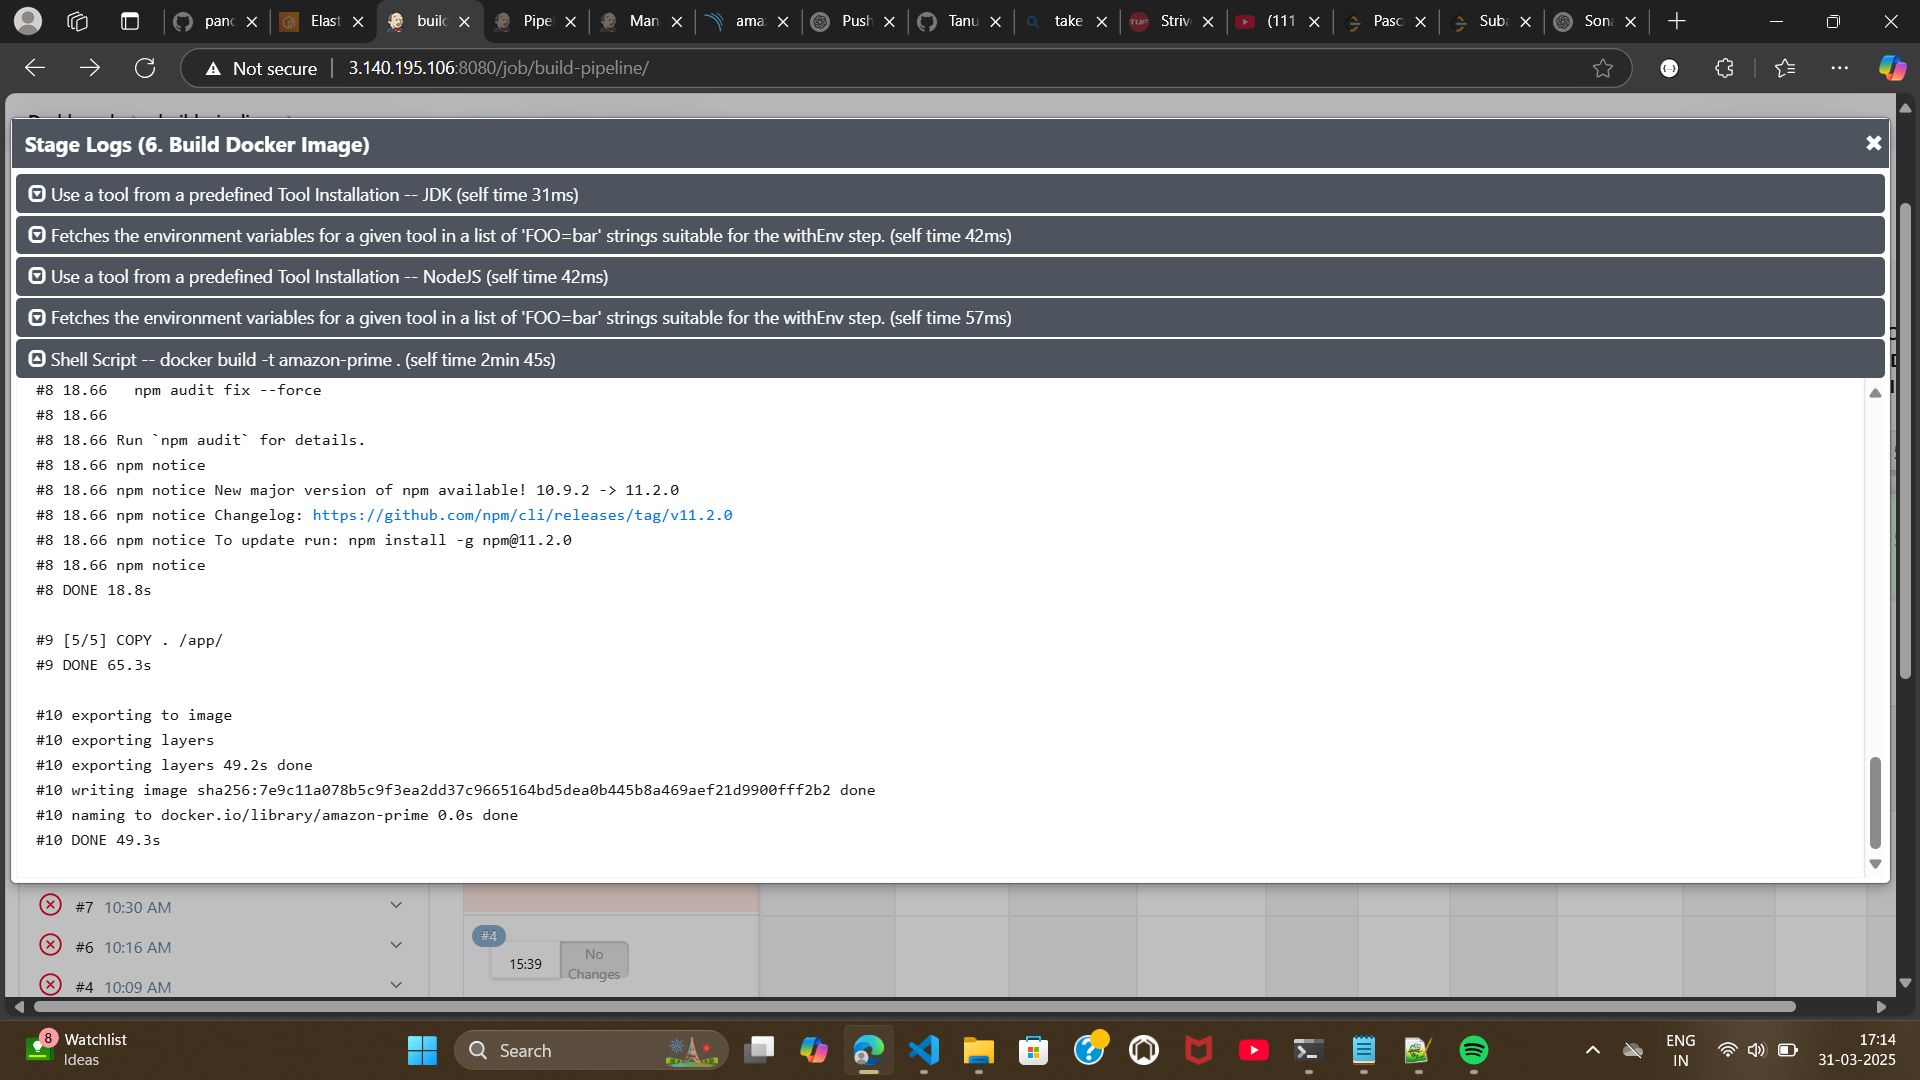 panc
Elast
builc
Pipel
Man
ama
Push
Tanu
take
Strive
(111
Pasc
Suba
Sona
Not secure
3.140.195.106:8080/job/build-pipeline/
Stage Logs (6. Build Docker Image)
Use a tool from a predefined Tool Installation -- JDK (self time 31ms)
Fetches the environment variables for a given tool in a list of 'FOO=bar' strings suitable for the withEnv step. (self time 42ms)
Use a tool from a predefined Tool Installation -- NodeJS (self time 42ms)
Fetches the environment variables for a given tool in a list of 'FOO=bar' strings suitable for the withEnv step. (self time 57ms)
Shell Script -- docker build -t amazon-prime . (self time 2min 45s)
#8 18.66   npm audit fix --force
#8 18.66
#8 18.66 Run `npm audit` for details.
#8 18.66 npm notice
#8 18.66 npm notice New major version of npm available! 10.9.2 -> 11.2.0
#8 18.66 npm notice Changelog: https://github.com/npm/cli/releases/tag/v11.2.0
#8 18.66 npm notice To update run: npm install -g npm@11.2.0
#8 18.66 npm notice
#8 DONE 18.8s
#9 [5/5] COPY . /app/
#9 DONE 65.3s
#10 exporting to image
#10 exporting layers
#10 exporting layers 49.2s done
#10 writing image sha256:7e9c11a078b5c9f3ea2dd37c9665164bd5dea0b445b8a469aef21d9900fff2b2 done
#10 naming to docker.io/library/amazon-prime 0.0s done
#10 DONE 49.3s
#7 10:30 AM
#6 10:16 AM
#4 10:09 AM
#4
15:39
No
Changes
8
Watchlist
Ideas
Search
ENG
IN
17:14
31-03-2025